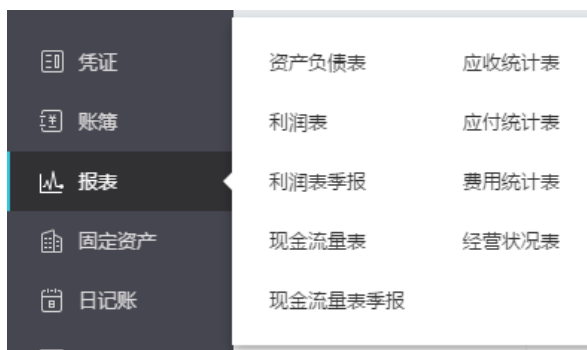 凭证
账簿
报表
固定资产
日记账
资产负债表
应收统计表
利润表
应付统计表
利润表季报
费用统计表
现金流量表
经营状况表
现金流量表季报